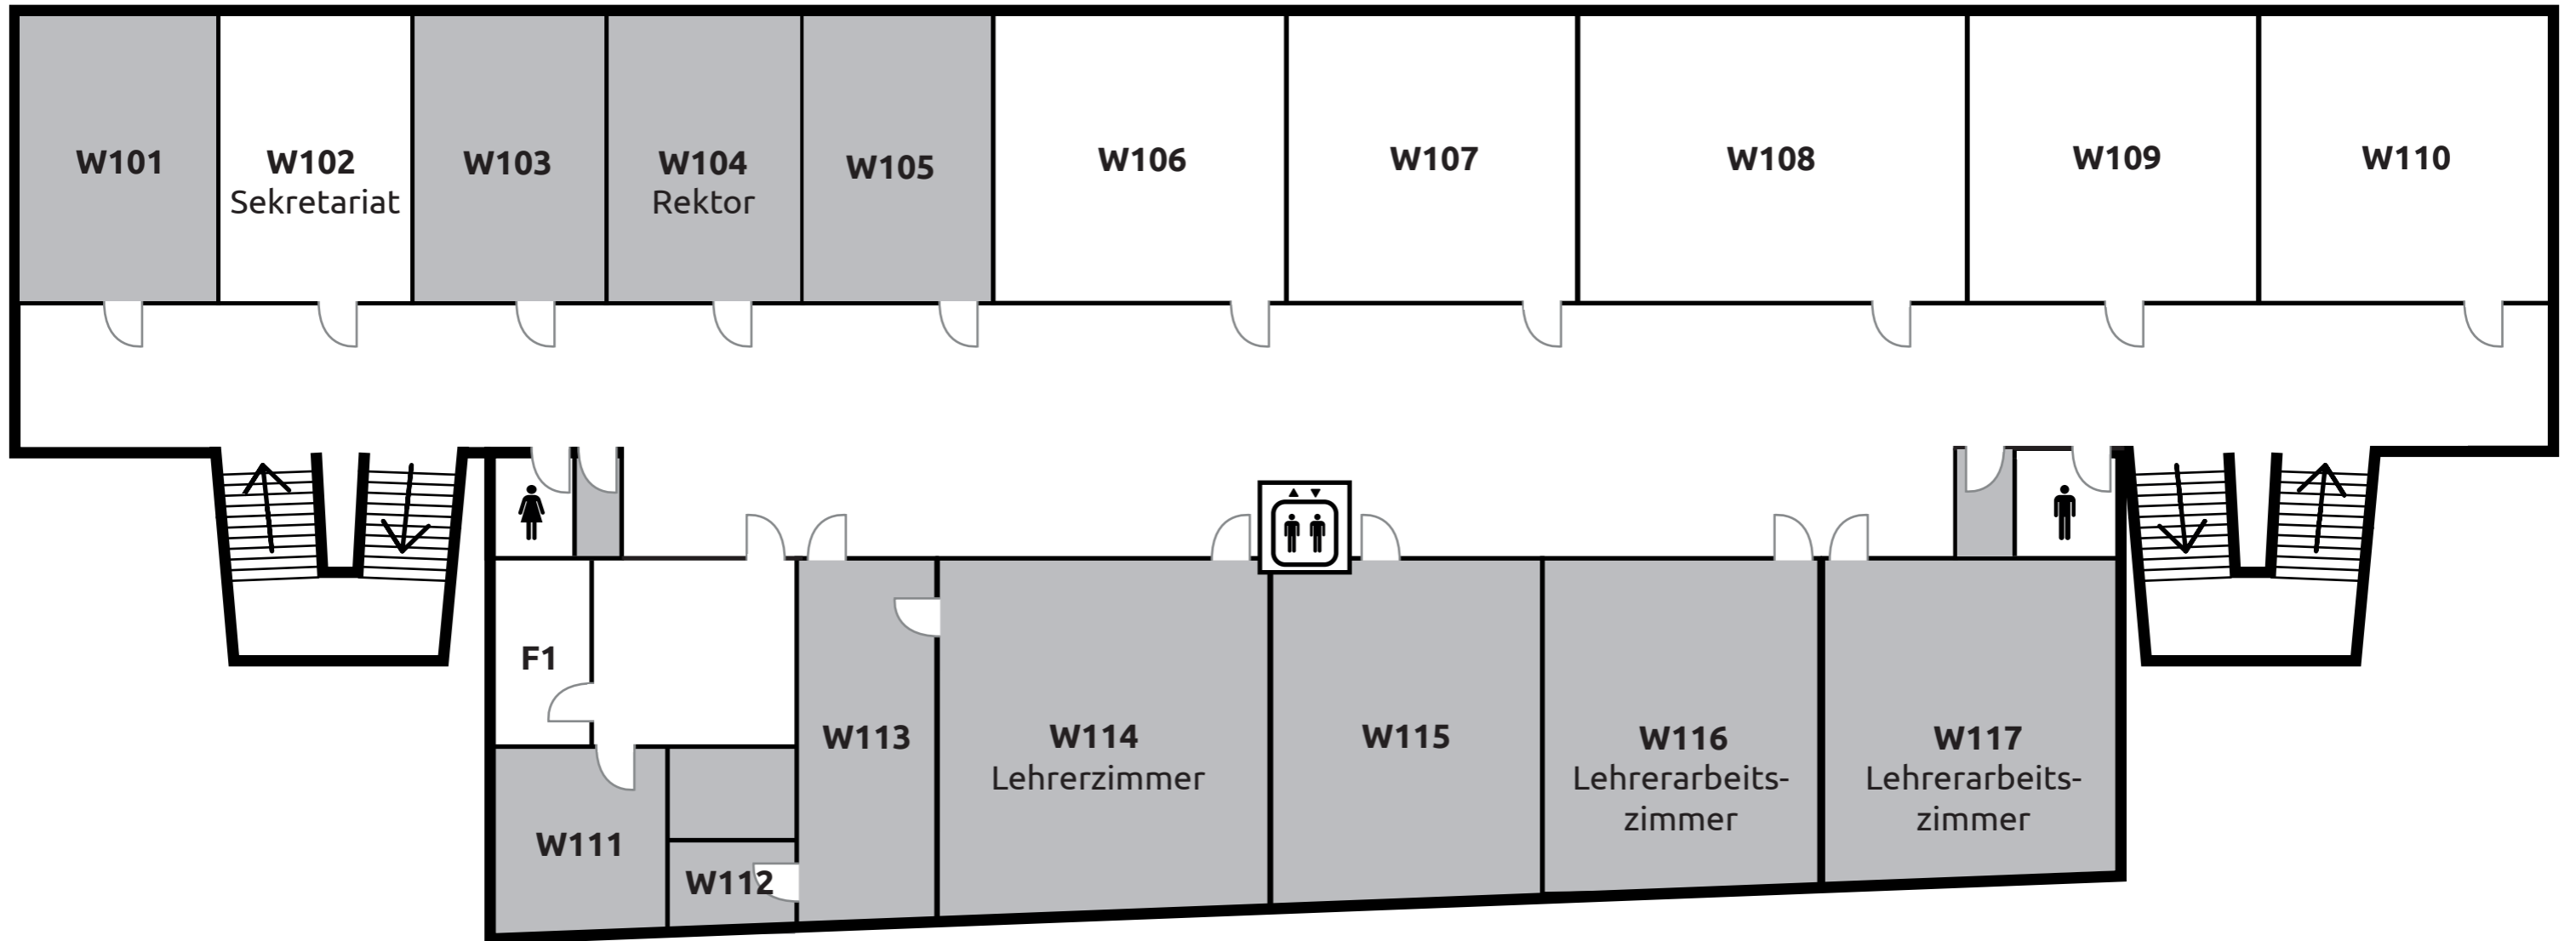 W101
W102
Sekretariat
W103
W104
Rektor
W105
W106
W107
W108
W109
W110
F1
W111
W112
W113
W114
Lehrerzimmer
W115
W116
Lehrerarbeits-
zimmer
W117
Lehrerarbeits-
zimmer